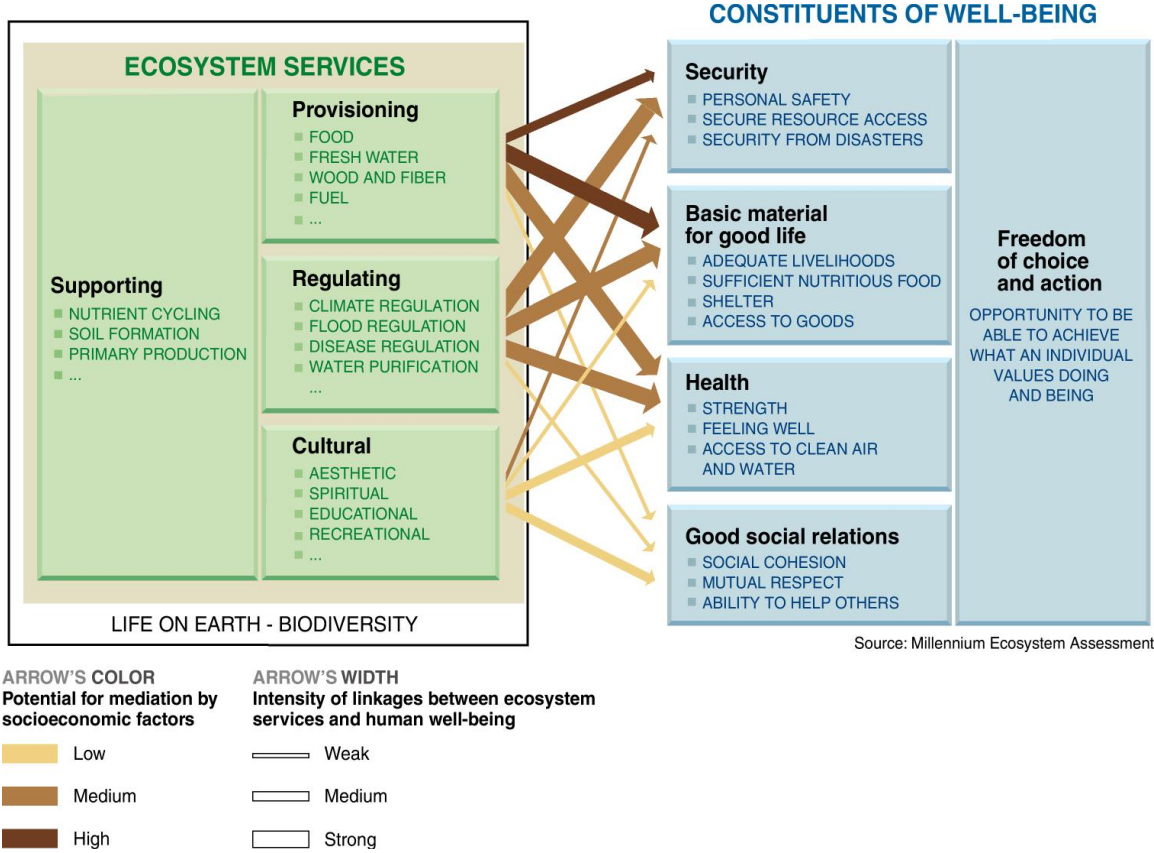 CONSTITUENTS OF WELL-BEING
ECOSYSTEM SERVICES
Supporting
NUTRIENT CYCLING
SOIL FORMATION
PRIMARY PRODUCTION
...
Provisioning
FOOD
FRESH WATER
WOOD AND FIBER
FUEL
...
Regulating
CLIMATE REGULATION
FLOOD REGULATION
DISEASE REGULATION
WATER PURIFICATION
...
Cultural
AESTHETIC
SPIRITUAL
EDUCATIONAL
RECREATIONAL
...
LIFE ON EARTH - BIODIVERSITY
Security
PERSONAL SAFETY
SECURE RESOURCE ACCESS
SECURITY FROM DISASTERS
Basic material
for good life
ADEQUATE LIVELIHOODS
SUFFICIENT NUTRITIOUS FOOD
SHELTER
ACCESS TO GOODS
Health
STRENGTH
FEELING WELL
ACCESS TO CLEAN AIR
AND WATER
Good social relations
SOCIAL COHESION
MUTUAL RESPECT
ABILITY TO HELP OTHERS
Freedom
of choice
and action
OPPORTUNITY TO BE
ABLE TO ACHIEVE
WHAT AN INDIVIDUAL
VALUES DOING
AND BEING
Source: Millennium Ecosystem Assessment
ARROW'S COLOR
Potential for mediation by
socioeconomic factors
Low
Medium
High
ARROW'S WIDTH
Intensity of linkages between ecosystem
services and human well-being
Weak
Medium
Strong